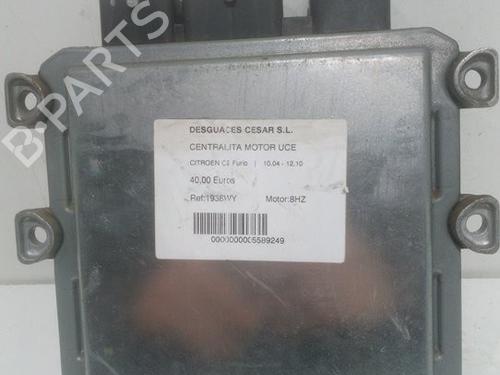 DESGUACES CESAR S.L.
CENTRALITA MOTOR UCE
CITROEN C2 Furio | 10.04 - 12.10
40,00 Euros
Ref:1938WY Motor:8HZ
0000000005589249
B-PARTS